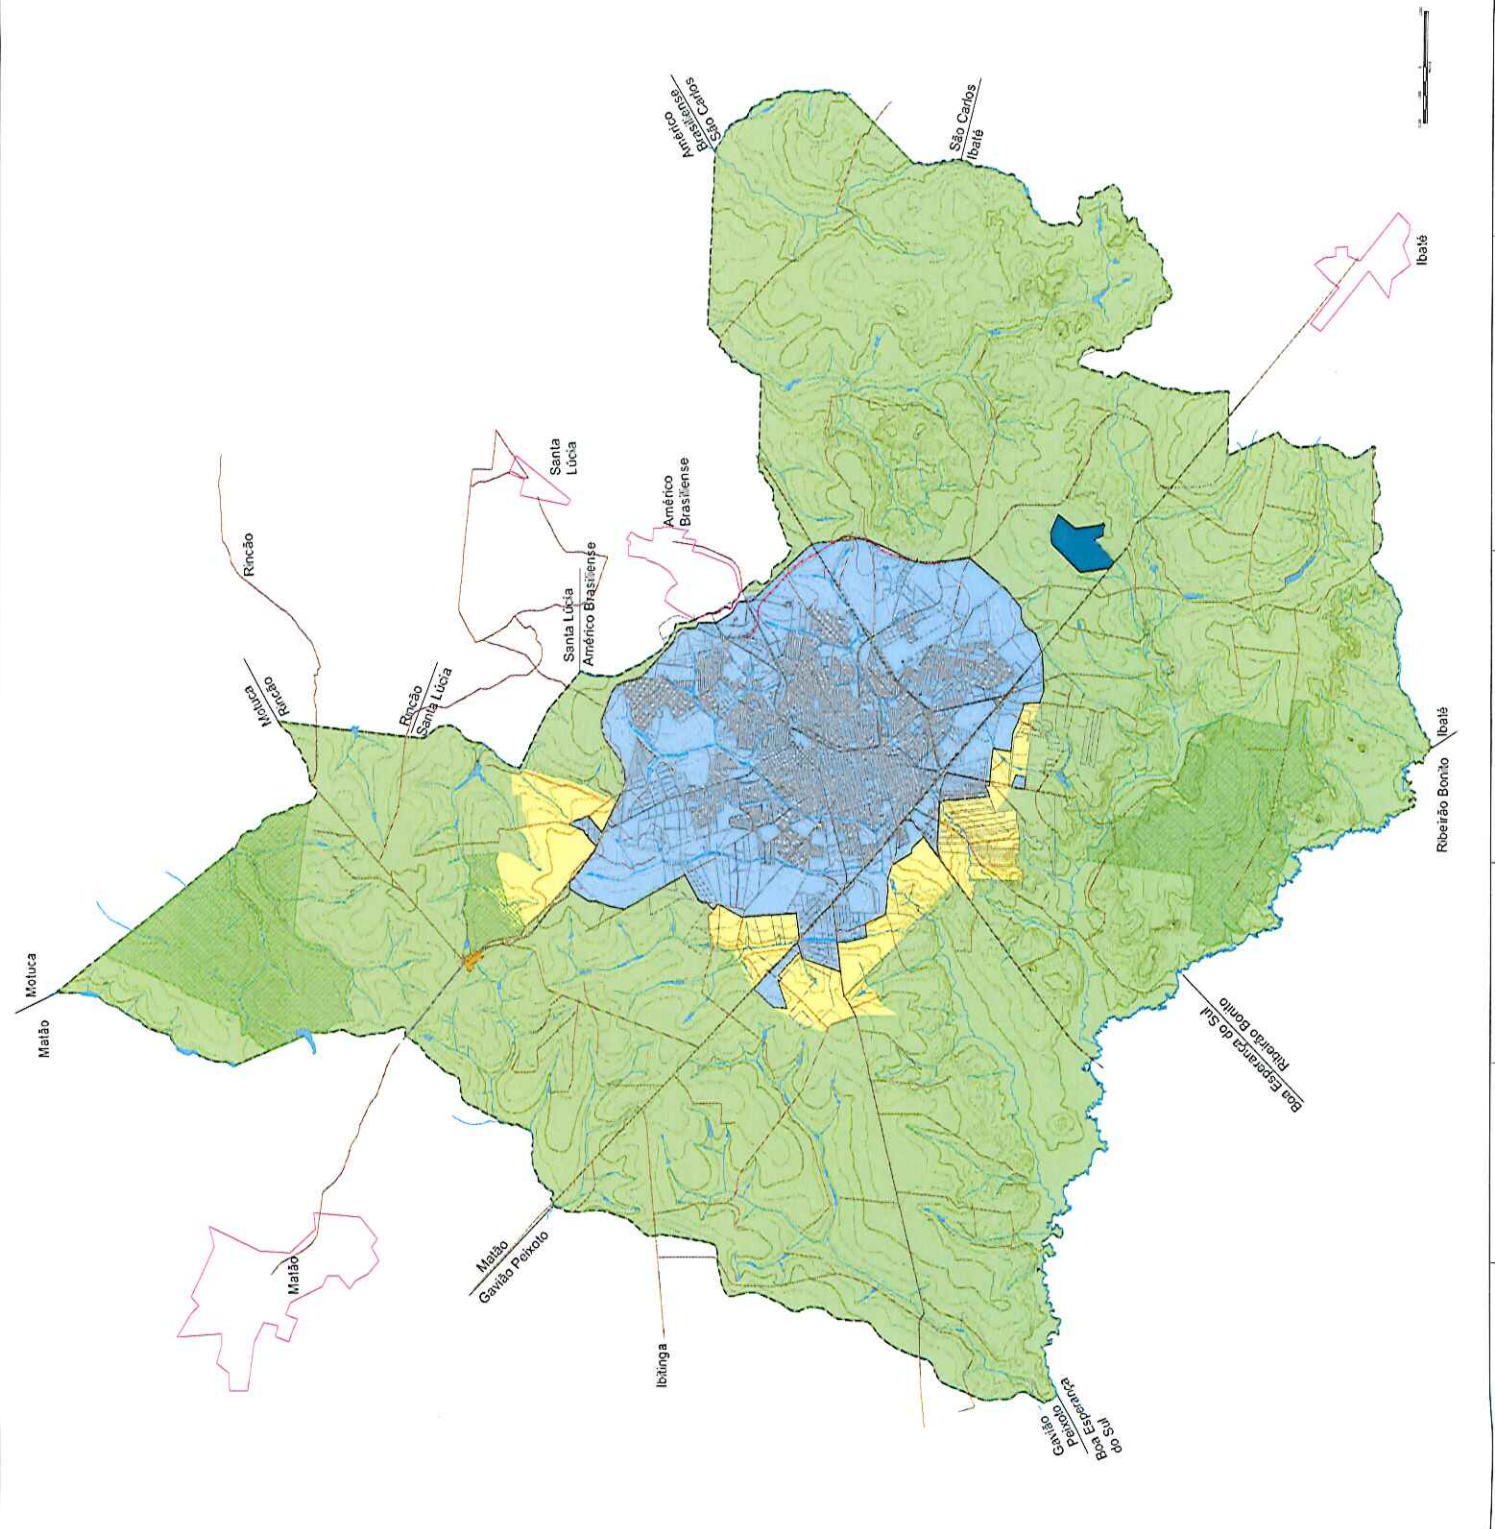 Américo
Brasiliense
São Carlos
São Carlos
Ibaté
Ibaté
Santa
Lúcia
Américo
Brasiliense
Rincão
Santa Lúcia
Américo Brasiliense
Motuca
Rincão
Rincão
Santa Lúcia
Motuca
Matão
Matão
Matão
Gavião Peixoto
Ibitinga
Gavião
Peixoto
Boa Esperança
do Sul
Ribeirão Bonito
Boa Esperança do Sul
Ribeirão Bonito
Ibaté